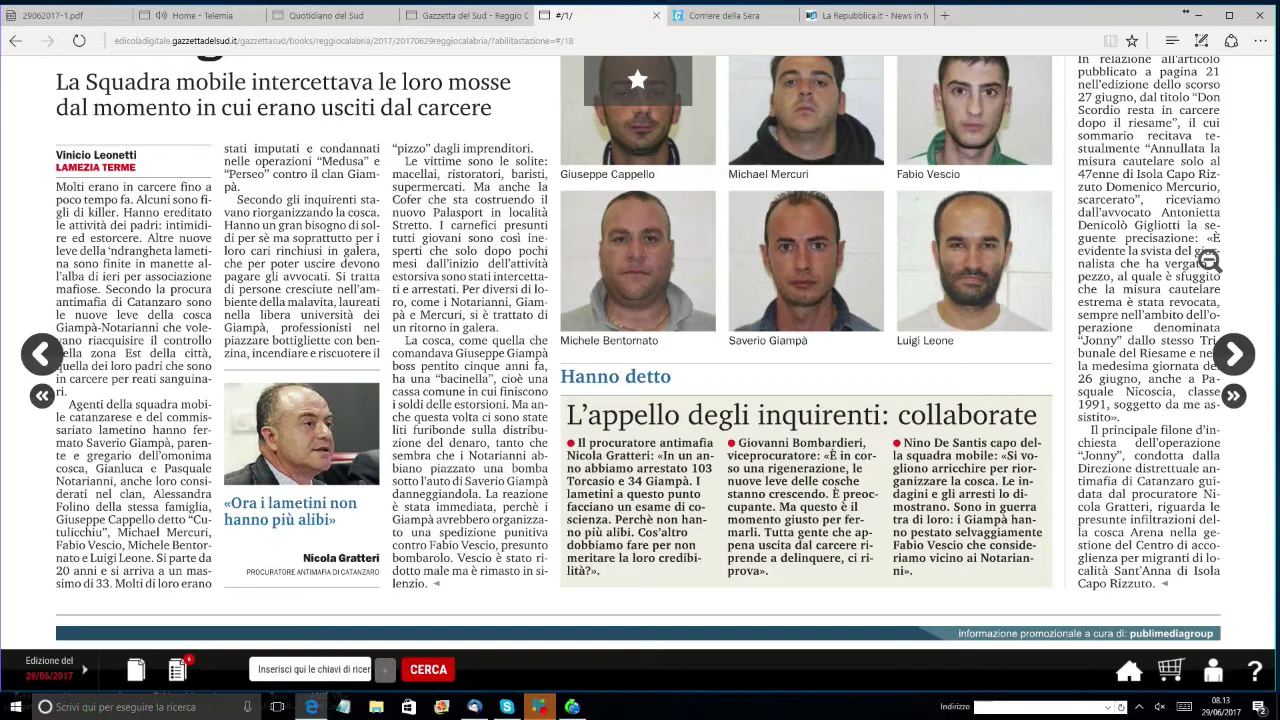 29062017-1.pdf
Home - Telemia
Quotidiano del Sud
Gazzetta del Sud - Reggio C
#/1/
Corriere della Sera
La Repubblica.it - News in t
edicoladigitale.gazzettadelsud.it/gazzettasud/books/reggiocalabria/2017/20170629reggiocalabria/?abilitastazione=#/18
La Squadra mobile intercettava le loro mosse
dal momento in cui erano usciti dal carcere
Vinicio Leonetti
LAMEZIA TERME
Molti erano in carcere fino a
poco tempo fa. Alcuni sono fi-
gli di killer. Hanno ereditato
le attività dei padri: intimidi-
re ed estorcere. Altre nuove
leve della 'ndrangheta lameti-
na sono finite in manette al-
l'alba di ieri per associazione
mafiose. Secondo la procura
antimafia di Catanzaro sono
le nuove leve della cosca
Giampà-Notarianni che vole-
vano riacquisire il controllo
della zona Est della città,
quella dei loro padri che sono
in carcere per reati sanguina-
ri.
Agenti della squadra mobi-
le catanzarese e del commis-
sariato lametino hanno fer-
mato Saverio Giampà, paren-
te e gregario dell'omonima
cosca, Gianluca e Pasquale
Notarianni, anche loro consi-
derati nel clan, Alessandra
Folino della stessa famiglia,
Giuseppe Cappello detto "Cu-
tulicchiu", Michael Mercuri,
Fabio Vescio, Michele Bentor-
nato e Luigi Leone. Si parte da
20 anni e si arriva a un mas-
simo di 33. Molti di loro erano
stati imputati e condannati
nelle operazioni "Medusa" e
"Perseo" contro il clan Giam-
pà.
Secondo gli inquirenti sta-
vano riorganizzando la cosca.
Hanno un gran bisogno di sol-
di per sè ma soprattutto per i
loro cari rinchiusi in galera,
che per poter uscire devono
pagare gli avvocati. Si tratta
di persone cresciute nell'am-
biente della malavita, laureati
nella libera università dei
Giampà, professionisti nel
piazzare bottigliette con ben-
zina, incendiare e riscuotere il
«Ora i lametini non
hanno più alibi»
Nicola Gratteri
PROCURATORE ANTIMAFIA DI CATANZARO
"pizzo" dagli imprenditori.
Le vittime sono le solite:
macellai, ristoratori, baristi,
supermercati. Ma anche la
Cofer che sta costruendo il
nuovo Palasport in località
Stretto. I carnefici presunti
tutti giovani sono così ine-
sperti che solo dopo pochi
mesi dall'inizio dell'attività
estorsiva sono stati intercetta-
ti e arrestati. Per diversi di lo-
ro, come i Notarianni, Giam-
pà e Mercuri, si è trattato di
un ritorno in galera.
La cosca, come quella che
comandava Giuseppe Giampà
boss pentito cinque anni fa,
ha una "bacinella", cioè una
cassa comune in cui finiscono
i soldi delle estorsioni. Ma an-
che questa volta ci sono state
liti furibonde sulla distribu-
zione del denaro, tanto che
sembra che i Notarianni ab-
biano piazzato una bomba
sotto l'auto di Saverio Giampà
danneggiandola. La reazione
è stata immediata, perchè i
Giampà avrebbero organizza-
to una spedizione punitiva
contro Fabio Vescio, presunto
bombarolo. Vescio è stato ri-
dotto male ma è rimasto in si-
lenzio.
Giuseppe Cappello
Michael Mercuri
Fabio Vescio
Michele Bentornato
Saverio Giampà
Luigi Leone
Hanno detto
L'appello degli inquirenti: collaborate
Il procuratore antimafia
Nicola Gratteri: «In un an-
no abbiamo arrestato 103
Torcasio e 34 Giampà. I
lametini a questo punto
facciano un esame di co-
scienza. Perchè non han-
no più alibi. Cos'altro
dobbiamo fare per non
meritare la loro credibi-
lità?».
Giovanni Bombardieri,
viceprocuratore: «È in cor-
so una rigenerazione, le
nuove leve delle cosche
stanno crescendo. È preoc-
cupante. Ma questo è il
momento giusto per fer-
marli. Tutta gente che ap-
pena uscita dal carcere ri-
prende a delinquere, ci ri-
prova».
Nino De Santis capo del-
la squadra mobile: «Si vo-
gliono arricchire per rior-
ganizzare la cosca. Le in-
dagini e gli arresti lo di-
mostrano. Sono in guerra
tra di loro: i Giampà han-
no pestato selvaggiamente
Fabio Vescio che conside-
riamo vicino ai Notarian-
ni».
In relazione all'articolo
pubblicato a pagina 21
nell'edizione dello scorso
27 giugno, dal titolo "Don
Scordio resta in carcere
dopo il riesame", il cui
sommario recitava te-
stualmente "Annullata la
misura cautelare solo al
47enne di Isola Capo Riz-
zuto Domenico Mercurio,
scarcerato", riceviamo
dall'avvocato Antonietta
Denicolò Gigliotti la se-
guente precisazione: «È
evidente la svista del gior-
nalista che ha vergato
pezzo, al quale è sfuggito
che la misura cautelare
estrema è stata revocata,
sempre nell'ambito dell'o-
perazione denominata
"Jonny" dallo stesso Tri-
bunale del Riesame e nel-
la medesima giornata del
26 giugno, anche a Pa-
squale Nicoscia, classe
1991, soggetto da me as-
sistito».
Il principale filone d'in-
chiesta dell'operazione
"Jonny", condotta dalla
Direzione distrettuale an-
timafia di Catanzaro gui-
data dal procuratore Ni-
cola Gratteri, riguarda le
presunte infiltrazioni del-
la cosca Arena nella ge-
stione del Centro di acco-
glienza per migranti di lo-
calità Sant'Anna di Isola
Capo Rizzuto.
Informazione promozionale a cura di: publimediagroup
Edizione del
29/06/2017
6
Inserisci qui le chiavi di ricer
+
CERCA
?
Scrivi qui per eseguire la ricerca
Indirizzo
08.13
29/06/2017
2